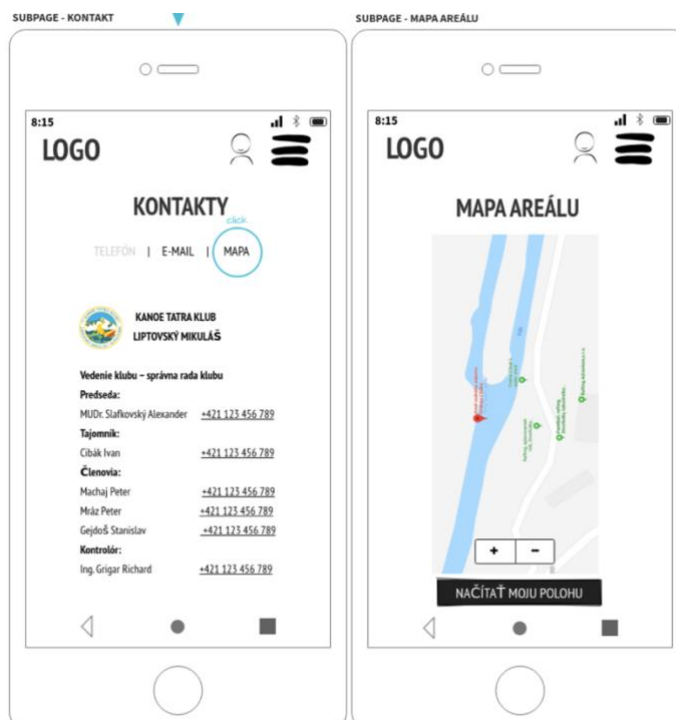 SUBPAGE - KONTAKT
8:15
LOGO
KONTAKTY
click
TELEFÓN | E-MAIL | MAPA
KANOE TATRA KLUB
LIPTOVSKÝ MIKULÁŠ
Vedenie klubu – správna rada klubu
Predseda:
MUDr. Slafkovský Alexander +421 123 456 789
Tajomník:
Cibák Ivan +421 123 456 789
Členovia:
Machaj Peter +421 123 456 789
Mráz Peter +421 123 456 789
Gejdoš Stanislav +421 123 456 789
Kontrolór:
Ing. Grigar Richard +421 123 456 789
SUBPAGE - MAPA AREÁLU
8:15
LOGO
MAPA AREÁLU
+ −
NAČÍTAŤ MOJU POLOHU